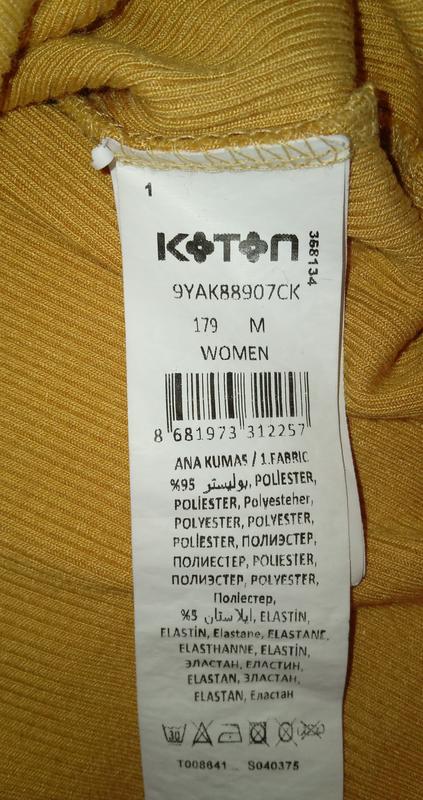 1
KOTON
368134
9YAK88907CK
179 M
WOMEN
8 681973 312257
ANA KUMAŞ / 1.FABRIC
%95 بوليستر, POLİESTER,
POLİESTER, Polyesteher,
POLYESTER, POLYESTER,
POLİESTER, ПОЛИЭСТЕР,
ПОЛИЕСТЕР, POLIESTER,
ПОЛИЭСТЕР, POLYESTER,
Поліестер,
%5 ايلاستان, ELASTİN,
ELASTİN, Elastane, ELASTANE,
ELASTHANNE, ELASTİN,
ЭЛАСТАН, ЕЛАСТИН,
ELASTAN, ЭЛАСТАН,
ELASTAN, Еластан
30
T008641 S040375